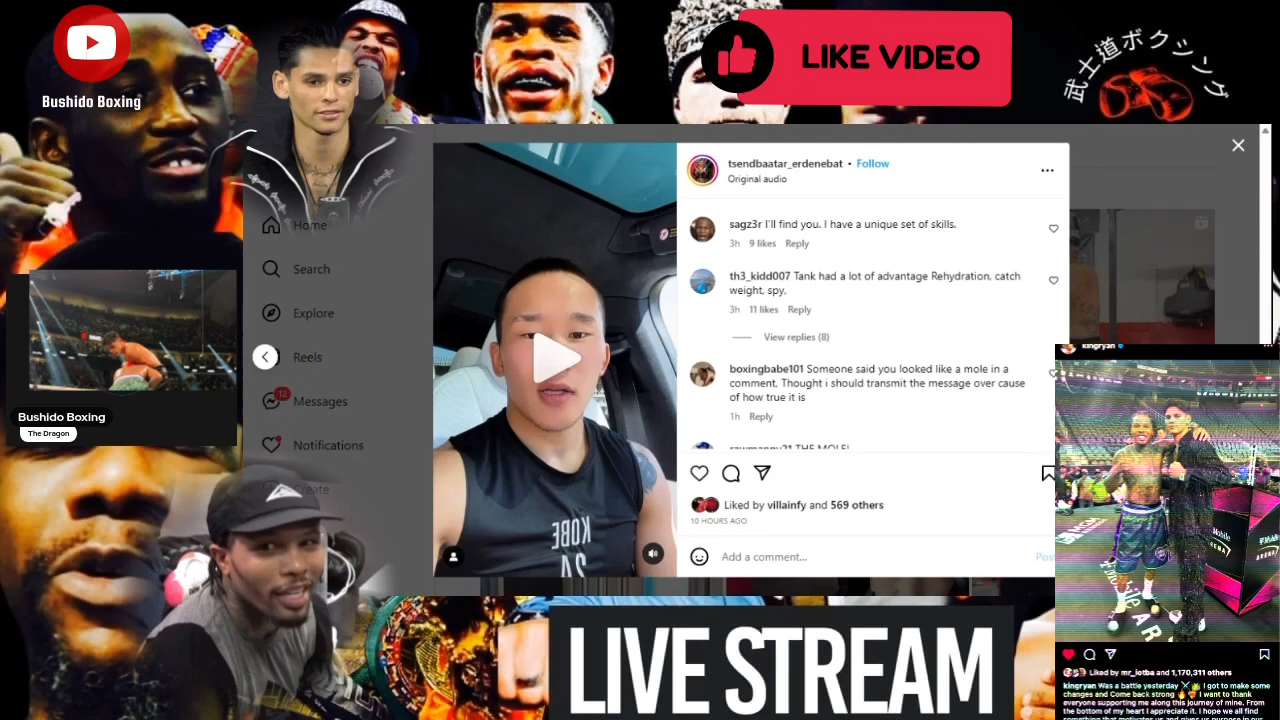 Bushido Boxing
LIKE VIDEO
武士道ボクシング
Home
Search
Explore
Reels
12
Messages
Notifications
Create
Bushido Boxing
The Dragon
tsendbaatar_erdenebat • Follow
Original audio
sagz3r I'll find you. I have a unique set of skills.
3h 9 likes Reply
th3_kidd007 Tank had a lot of advantage Rehydration, catch
weight, spy,
3h 11 likes Reply
View replies (8)
boxingbabe101 Someone said you looked like a mole in a
comment. Thought i should transmit the message over cause
of how true it is
1h Reply
rawmanny21 THE MOLE!
Liked by villainfy and 569 others
10 HOURS AGO
Add a comment...
Pos
KOBE
24
kingryan
Mobile
ARENA
Liked by mr_iotba and 1,170,311 others
kingryan Was a battle yesterday ⚔️ I got to make some
changes and Come back strong I want to thank
everyone supporting me along this journey of mine. From
the bottom of my heart I appreciate it. I hope we all find
LIVE STREAM